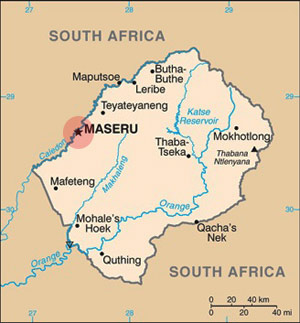 27
28
29
SOUTH AFRICA
Butha-
Buthe
Maputsoe
Leribe
29
29
Teyateyaneng
Katse
Reservoir
MASERU
Mokhotlong
Caledon
Thaba-
Tseka
Thabana
Ntlenyana
Makhaleng
Mafeteng
30
Orange
30
Mohale's
Hoek
Qacha's
Nek
Orange
Quthing
SOUTH AFRICA
0 20 40 km
0 20 40 mi
27
28